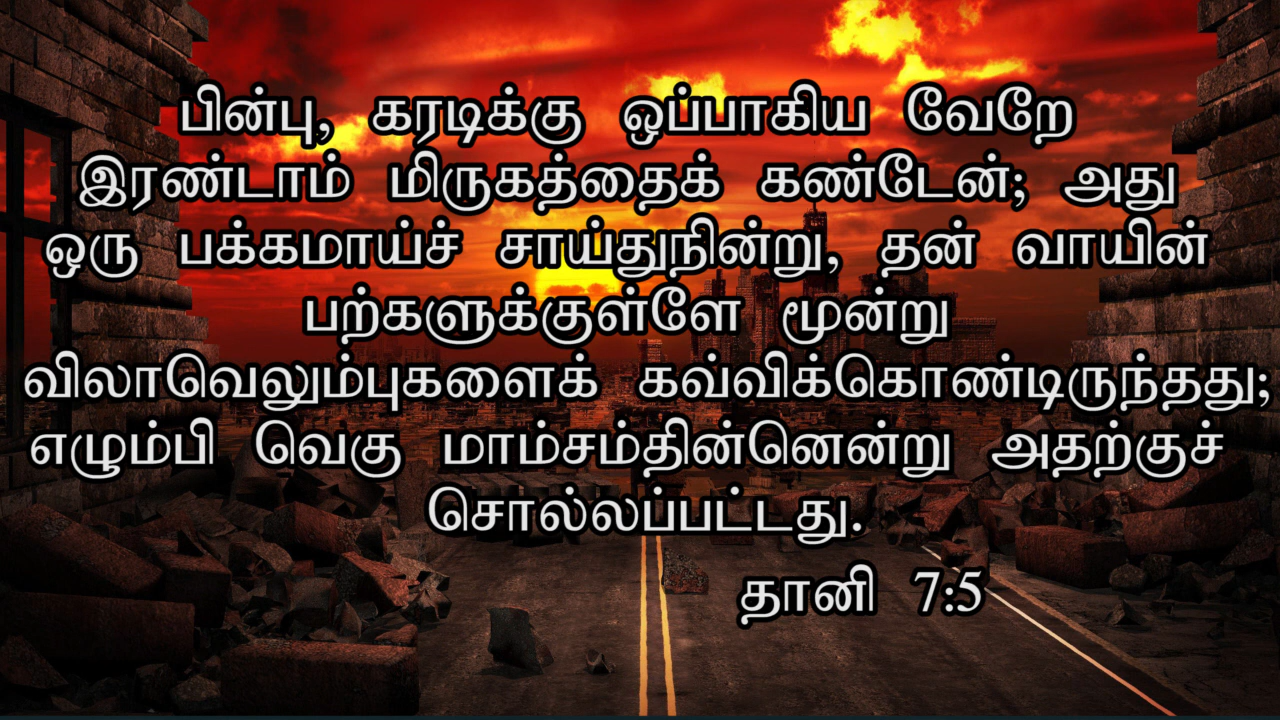 பின்பு, கரடிக்கு ஒப்பாகிய வேறே
இரண்டாம் மிருகத்தைக் கண்டேன்; அது
ஒரு பக்கமாய்ச் சாய்துநின்று, தன் வாயின்
பற்களுக்குள்ளே மூன்று
விலாவெலும்புகளைக் கவ்விக்கொண்டிருந்தது;
எழும்பி வெகு மாம்சம்தின்னென்று அதற்குச்
சொல்லப்பட்டது.
தானி 7:5